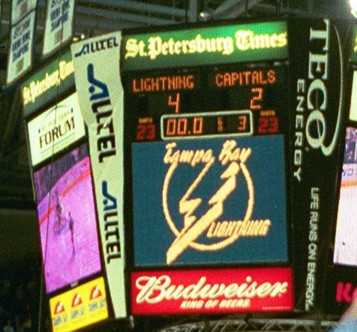 ALLTEL
St. Petersburg Times
LIGHTNING CAPITALS
4 2
23 00.0 3 23
Tampa Bay
LIGHTNING
Budweiser
KING OF BEERS.
ALLTEL
ALLTEL
ALLTEL
TECO
ENERGY
LIFE RUNS ON ENERGY
St. Petersburg Times
FORUM